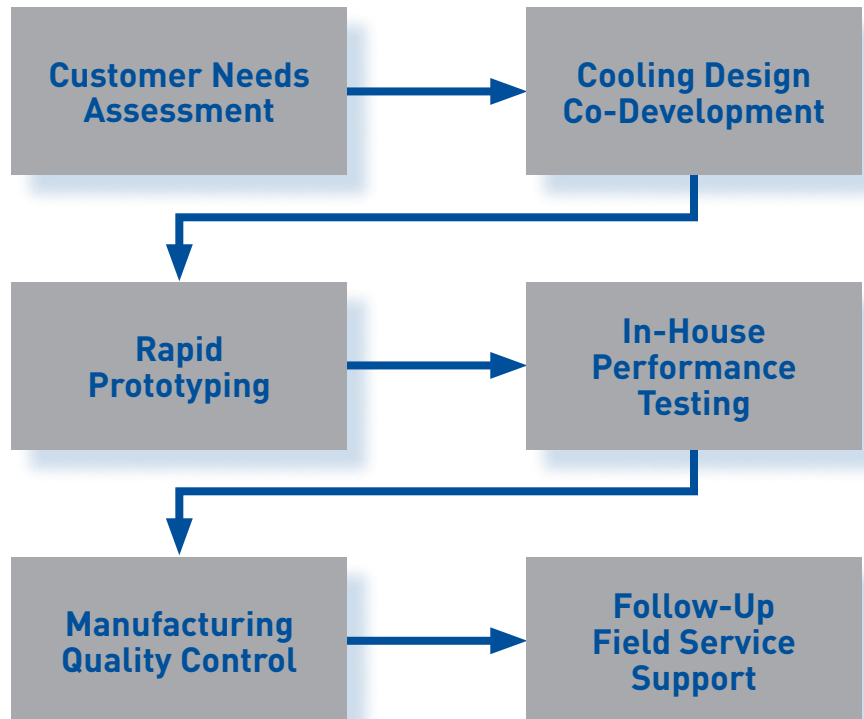 Customer Needs
Assessment
Cooling Design
Co-Development
Rapid
Prototyping
In-House
Performance
Testing
Manufacturing
Quality Control
Follow-Up
Field Service
Support